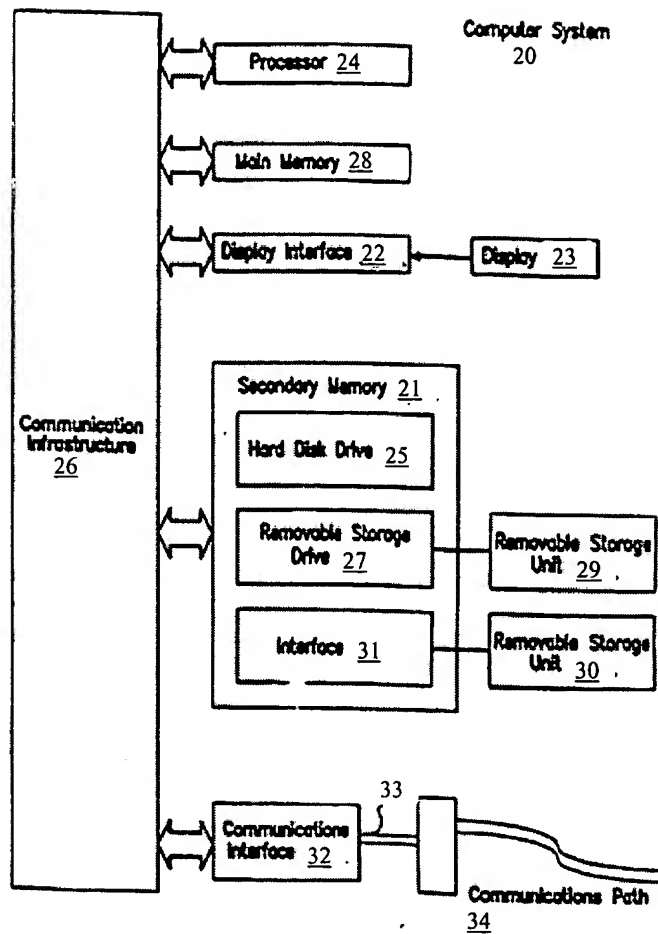 Computer System
20
Processor 24
Main Memory 28
Display Interface 22
Display 23
Secondary Memory 21
Hard Disk Drive 25
Communication
Infrastructure
26
Removable Storage
Drive 27
Removable Storage
Unit 29
Interface 31
Removable Storage
Unit 30
33
Communications
Interface 32
Communications Path
34